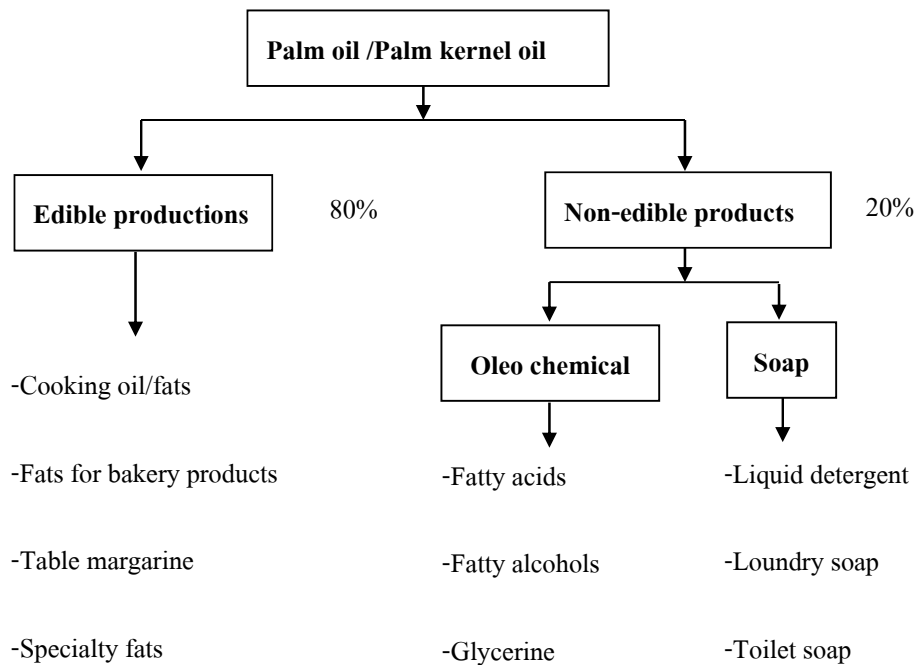 Palm oil /Palm kernel oil
Edible productions
80%
Non-edible products
20%
Oleo chemical
Soap
-Cooking oil/fats
-Fats for bakery products
-Table margarine
-Specialty fats
-Fatty acids
-Fatty alcohols
-Glycerine
-Liquid detergent
-Loundry soap
-Toilet soap